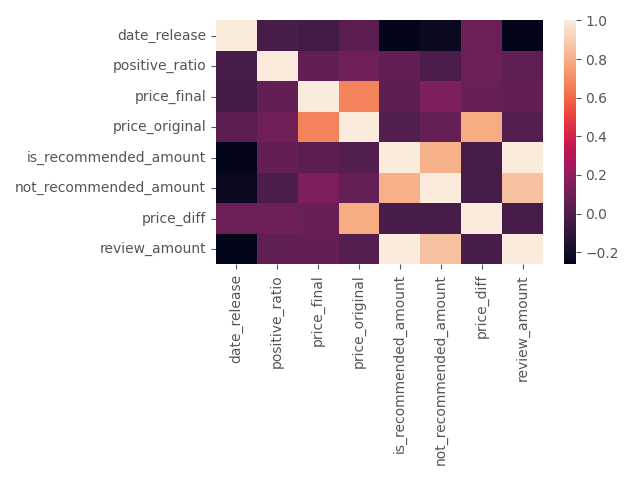 date_release
positive_ratio
price_final
price_original
is_recommended_amount
not_recommended_amount
price_diff
review_amount
date_release
positive_ratio
price_final
price_original
is_recommended_amount
not_recommended_amount
price_diff
review_amount
1.0
0.8
0.6
0.4
0.2
0.0
−0.2